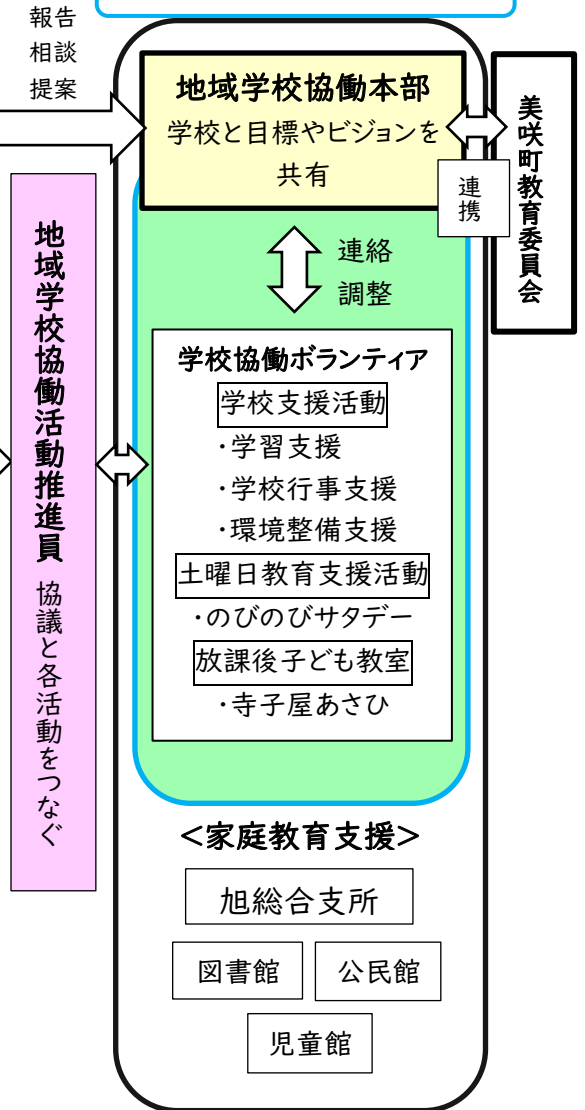 報告
相談
提案
地域学校協働本部
学校と目標やビジョンを
共有
連携
美咲町教育委員会
連絡
調整
地域学校協働活動推進員 協議と各活動をつなぐ
学校協働ボランティア
学校支援活動
・学習支援
・学校行事支援
・環境整備支援
土曜日教育支援活動
・のびのびサタデー
放課後子ども教室
・寺子屋あさひ
<家庭教育支援>
旭総合支所
図書館
公民館
児童館